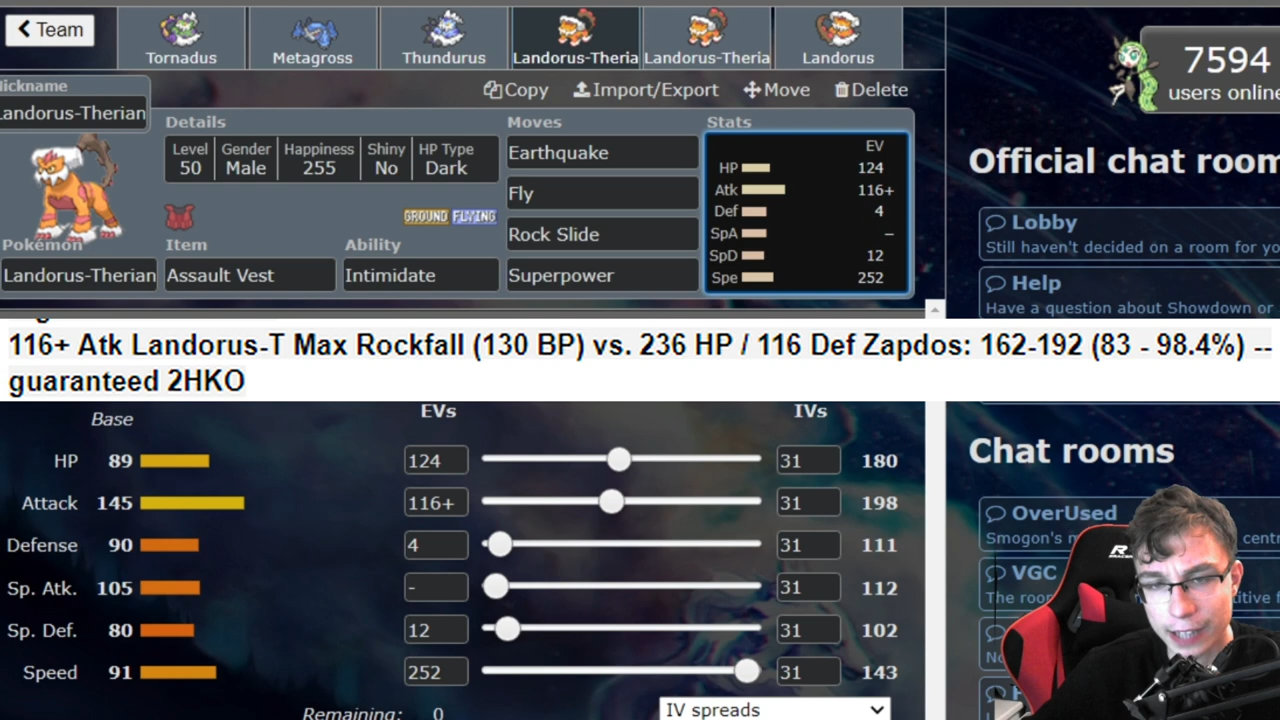 Team
Tornadus
Metagross
Thundurus
Landorus-Theria
Landorus-Theria
Landorus
7594
users online
Nickname
Landorus-Therian
Copy
Import/Export
Move
Delete
Details
Level
50
Gender
Male
Happiness
255
Shiny
No
HP Type
Dark
GROUND FLYING
Pokémon
Landorus-Therian
Item
Assault Vest
Ability
Intimidate
Moves
Earthquake
Fly
Rock Slide
Superpower
Stats
EV
HP 124
Atk 116+
Def 4
SpA –
SpD 12
Spe 252
Official chat room
Lobby
Still haven't decided on a room for yo
Help
Have a question about Showdown or
116+ Atk Landorus-T Max Rockfall (130 BP) vs. 236 HP / 116 Def Zapdos: 162-192 (83 - 98.4%) --
guaranteed 2HKO
Base EVs IVs
HP 89 124 31 180
Attack 145 116+ 31 198
Defense 90 4 31 111
Sp. Atk. 105 - 31 112
Sp. Def. 80 12 31 102
Speed 91 252 31 143
Remaining: 0
IV spreads
Chat rooms
OverUsed
Smogon's m centr
VGC
The room titive f